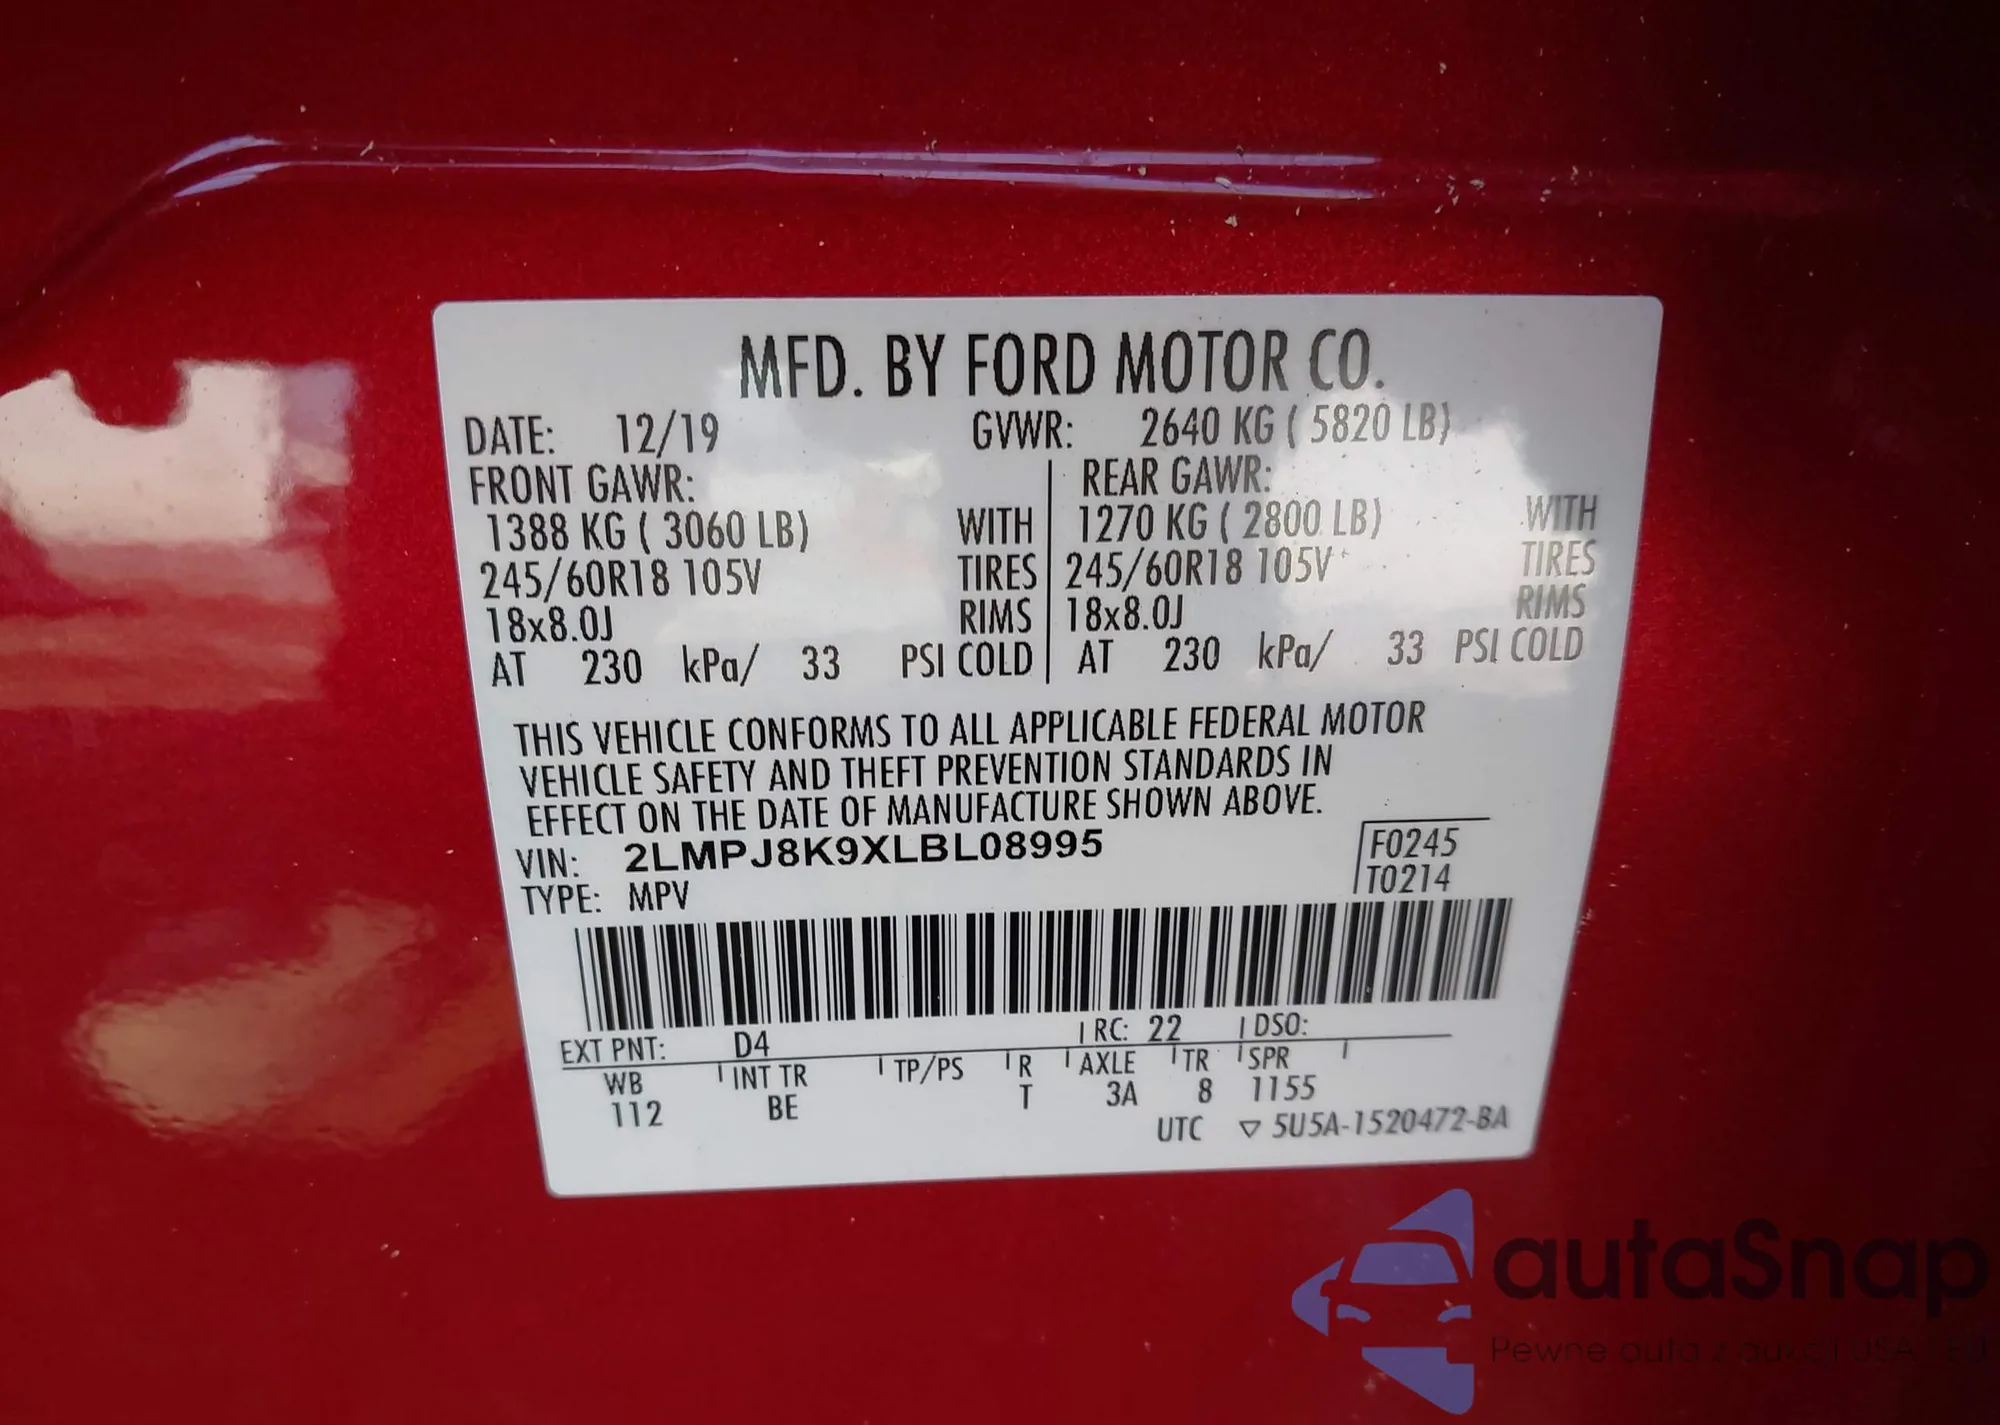 MFD. BY FORD MOTOR CO.
DATE: 12/19 GVWR: 2640 KG ( 5820 LB)
FRONT GAWR: REAR GAWR:
1388 KG ( 3060 LB) WITH 1270 KG ( 2800 LB) WITH
245/60R18 105V TIRES 245/60R18 105V TIRES
18x8.0J RIMS 18x8.0J RIMS
AT 230 kPa/ 33 PSI COLD AT 230 kPa/ 33 PSI COLD
THIS VEHICLE CONFORMS TO ALL APPLICABLE FEDERAL MOTOR
VEHICLE SAFETY AND THEFT PREVENTION STANDARDS IN
EFFECT ON THE DATE OF MANUFACTURE SHOWN ABOVE.
VIN: 2LMPJ8K9XLBL08995 F0245
TYPE: MPV T0214
EXT PNT: D4 RC: 22 DSO:
WB INT TR TP/PS R AXLE TR SPR
112 BE T 3A 8 1155
UTC ▽ 5U5A-1520472-BA
autaSnap
Pewne auta z aukcji USA